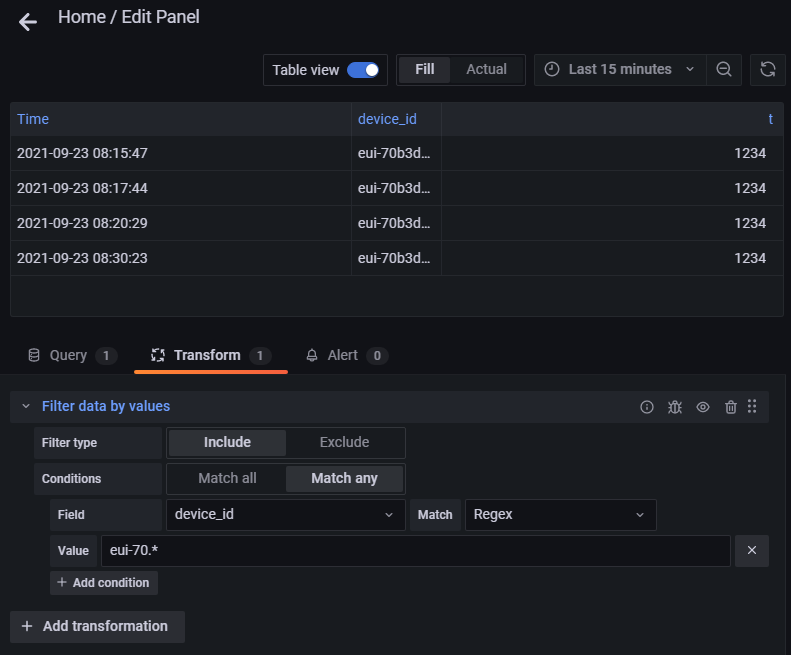 Home / Edit Panel
Table view Fill Actual Last 15 minutes
Time device_id t
2021-09-23 08:15:47 eui-70b3d... 1234
2021-09-23 08:17:44 eui-70b3d... 1234
2021-09-23 08:20:29 eui-70b3d... 1234
2021-09-23 08:30:23 eui-70b3d... 1234
Query 1 Transform 1 Alert 0
Filter data by values
Filter type Include Exclude
Conditions Match all Match any
Field device_id Match Regex
Value eui-70.*
+ Add condition
+ Add transformation